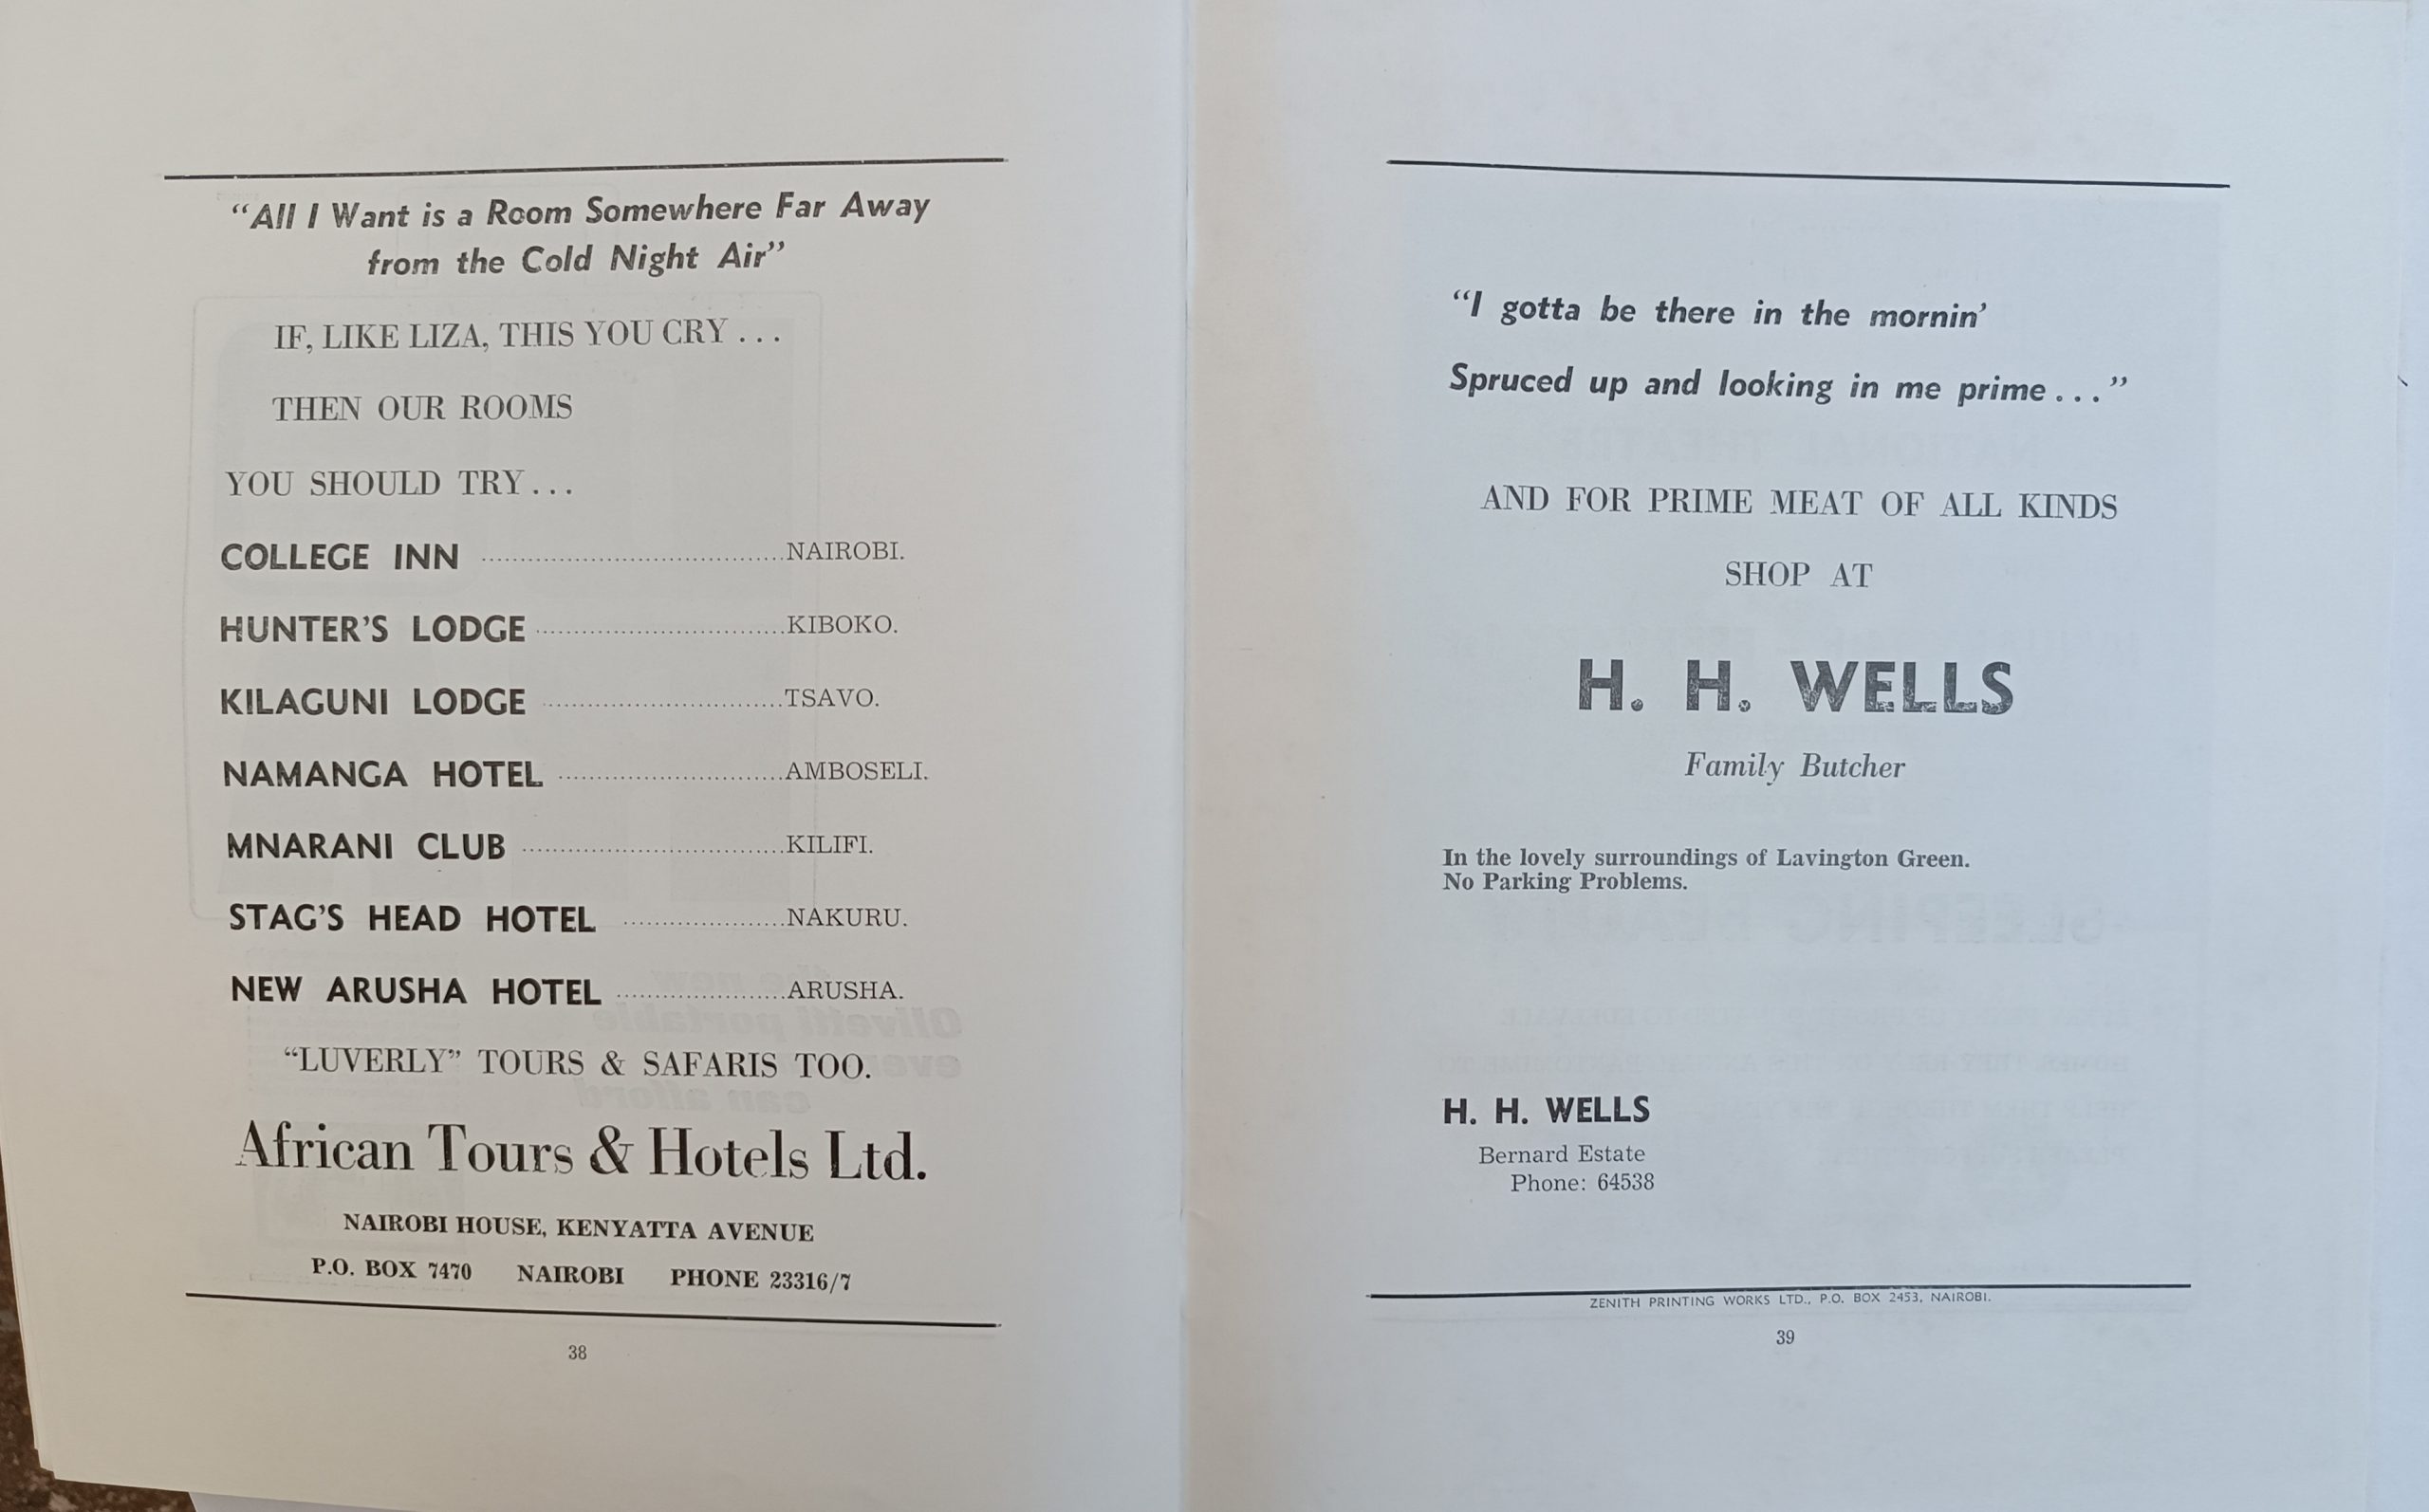 “All I Want is a Room Somewhere Far Away
from the Cold Night Air”
IF, LIKE LIZA, THIS YOU CRY . . .
THEN OUR ROOMS
YOU SHOULD TRY . . .
COLLEGE INN ........................................ NAIROBI.
HUNTER’S LODGE ................................. KIBOKO.
KILAGUNI LODGE ................................ TSAVO.
NAMANGA HOTEL .............................. AMBOSELI.
MNARANI CLUB ................................... KILIFI.
STAG’S HEAD HOTEL ...................... NAKURU.
NEW ARUSHA HOTEL ....................... ARUSHA.
“LUVERLY” TOURS & SAFARIS TOO.
African Tours & Hotels Ltd.
NAIROBI HOUSE, KENYATTA AVENUE
P.O. BOX 7470 NAIROBI PHONE 23316/7
38
“I gotta be there in the mornin’
Spruced up and looking in me prime . . . ”
AND FOR PRIME MEAT OF ALL KINDS
SHOP AT
H. H. WELLS
Family Butcher
In the lovely surroundings of Lavington Green.
No Parking Problems.
H. H. WELLS
Bernard Estate
Phone: 64538
ZENITH PRINTING WORKS LTD., P.O. BOX 2453, NAIROBI.
39